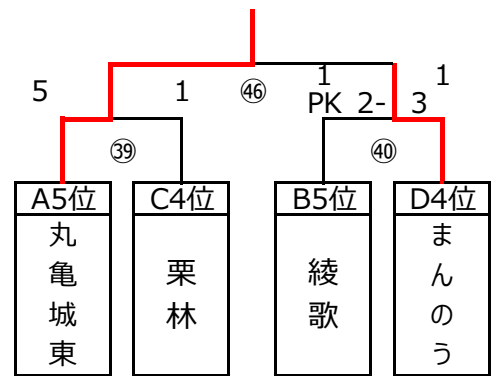 5 1 ㊻ 1 1
PK 2- 3
㊴ ㊵
A5位 C4位 B5位 D4位
丸亀城東
栗林
綾歌
まんのう